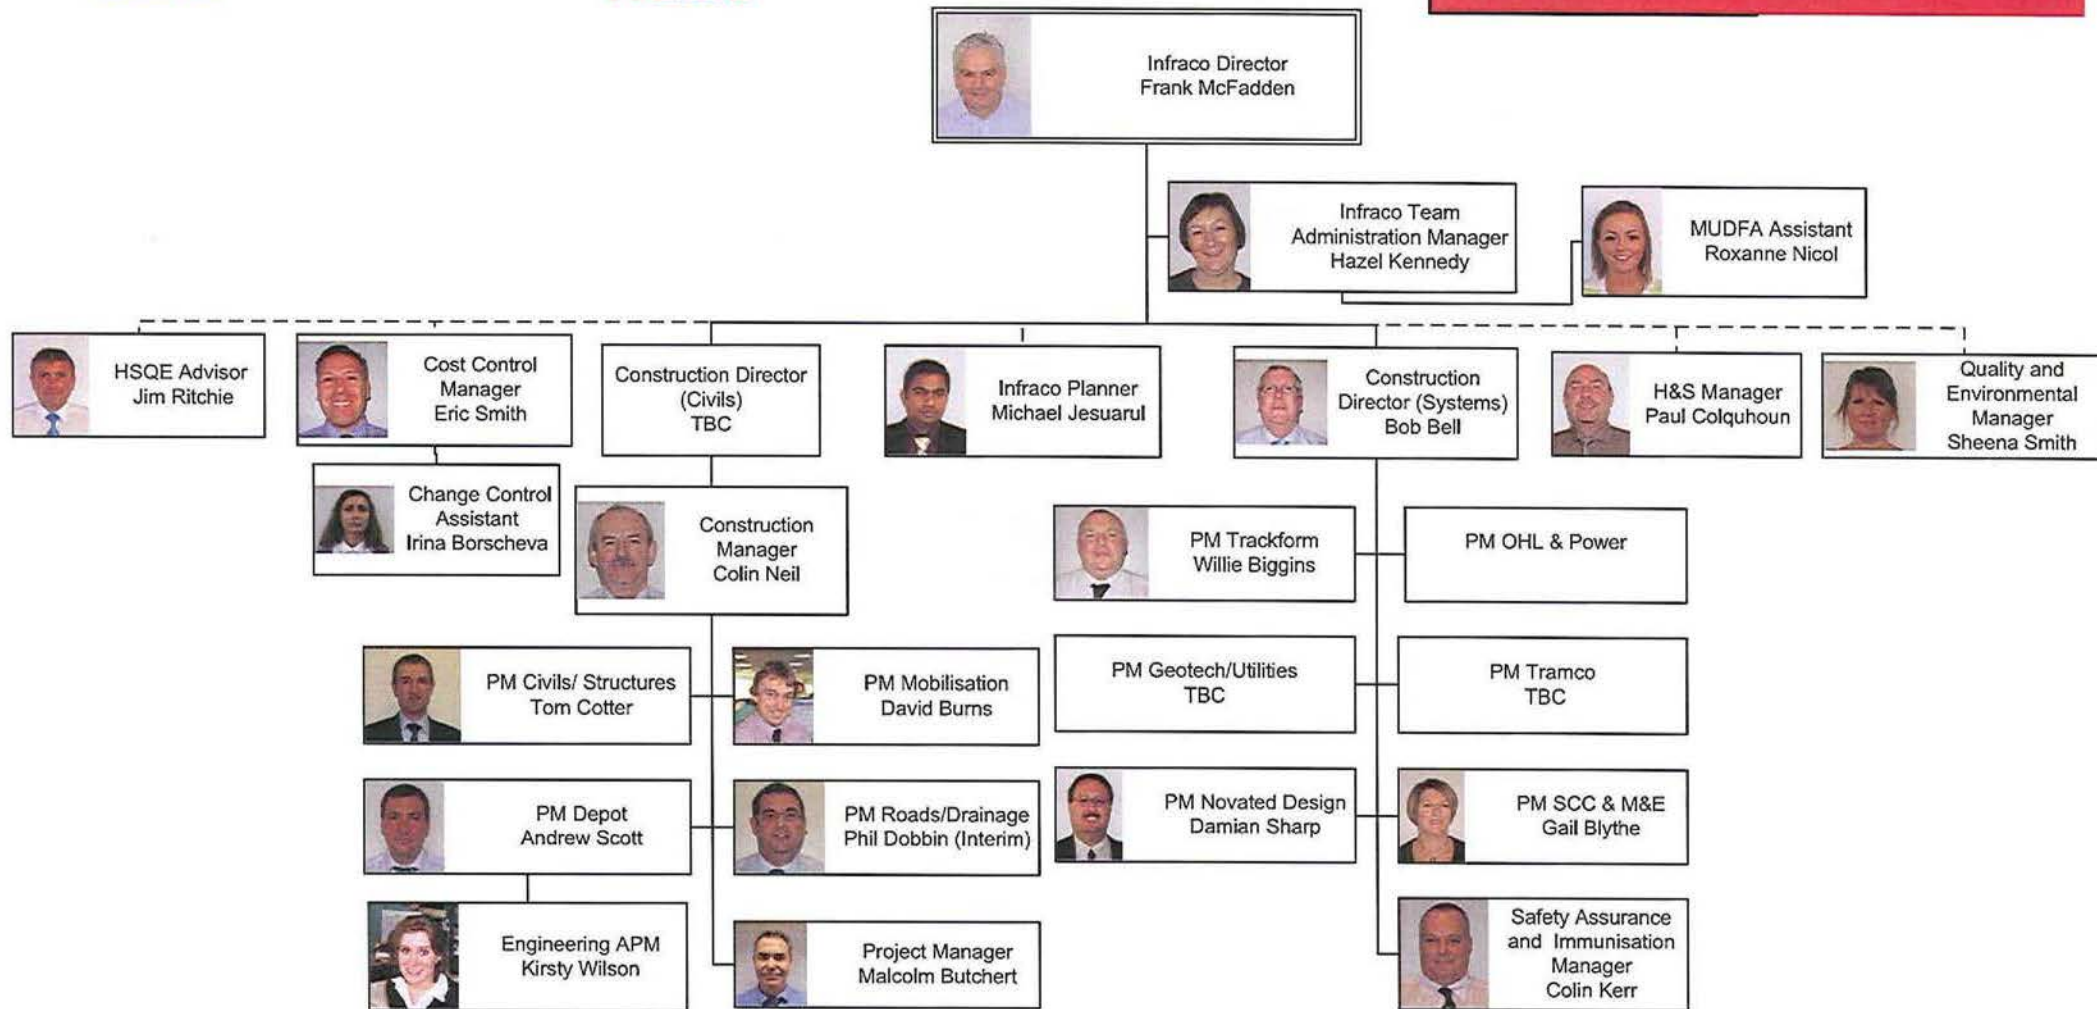 Infraco Director
Frank McFadden
Infraco Team
Administration Manager
Hazel Kennedy
MUDFA Assistant
Roxanne Nicol
HSQE Advisor
Jim Ritchie
Cost Control
Manager
Eric Smith
Construction Director
(Civils)
TBC
Infraco Planner
Michael Jesuarul
Construction
Director (Systems)
Bob Bell
H&S Manager
Paul Colquhoun
Quality and
Environmental
Manager
Sheena Smith
Change Control
Assistant
Irina Borscheva
Construction
Manager
Colin Neil
PM Trackform
Willie Biggins
PM OHL & Power
PM Civils/ Structures
Tom Cotter
PM Mobilisation
David Burns
PM Geotech/Utilities
TBC
PM Tramco
TBC
PM Depot
Andrew Scott
PM Roads/Drainage
Phil Dobbin (Interim)
PM Novated Design
Damian Sharp
PM SCC & M&E
Gail Blythe
Engineering APM
Kirsty Wilson
Project Manager
Malcolm Butchert
Safety Assurance
and Immunisation
Manager
Colin Kerr